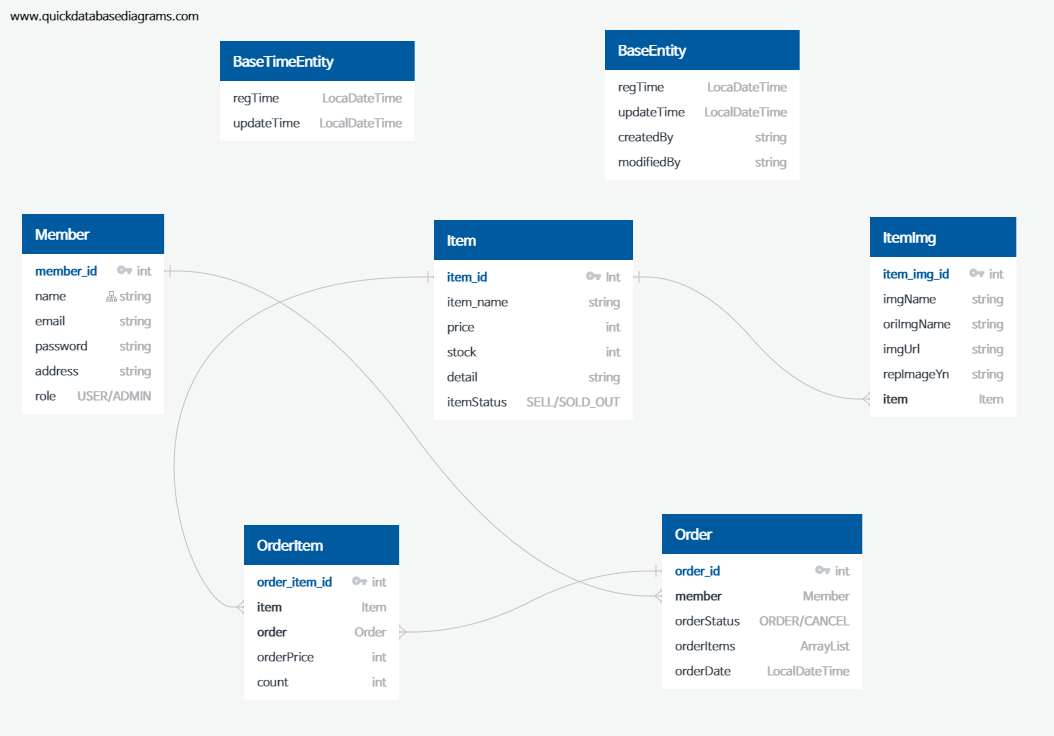 www.quickdatabasediagrams.com
BaseTimeEntity
regTime LocaDateTime
updateTime LocalDateTime
BaseEntity
regTime LocaDateTime
updateTime LocalDateTime
createdBy string
modifiedBy string
Member
member_id int
name string
email string
password string
address string
role USER/ADMIN
Item
item_id Int
item_name string
price int
stock int
detail string
itemStatus SELL/SOLD_OUT
ItemImg
item_img_id int
imgName string
oriImgName string
imgUrl string
repImageYn string
item Item
OrderItem
order_item_id int
item Item
order Order
orderPrice int
count int
Order
order_id int
member Member
orderStatus ORDER/CANCEL
orderItems ArrayList
orderDate LocalDateTime